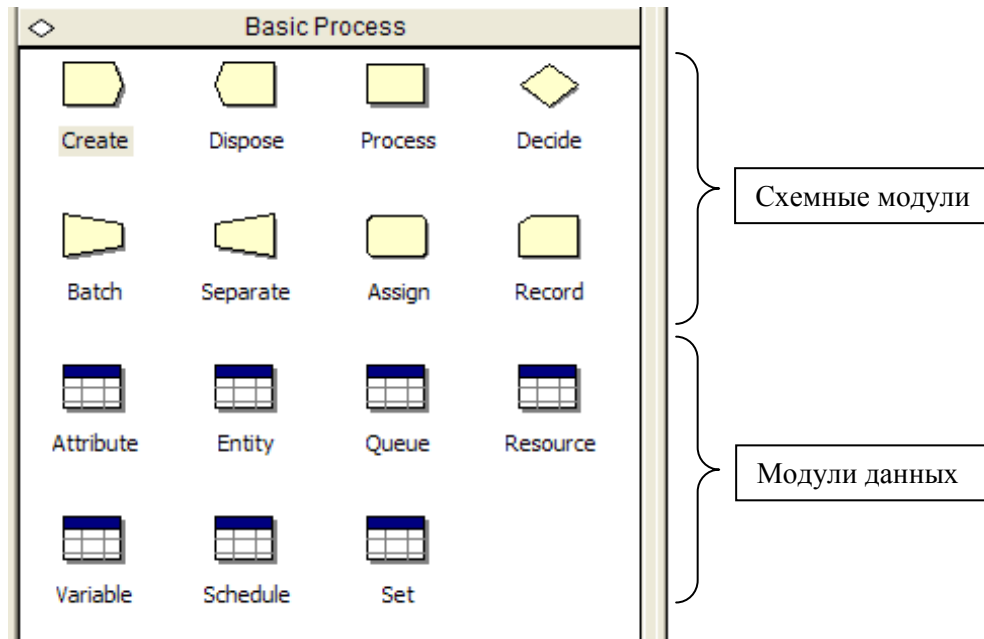 Basic Process
Create Dispose Process Decide
Схемные модули
Batch Separate Assign Record
Attribute Entity Queue Resource
Модули данных
Variable Schedule Set